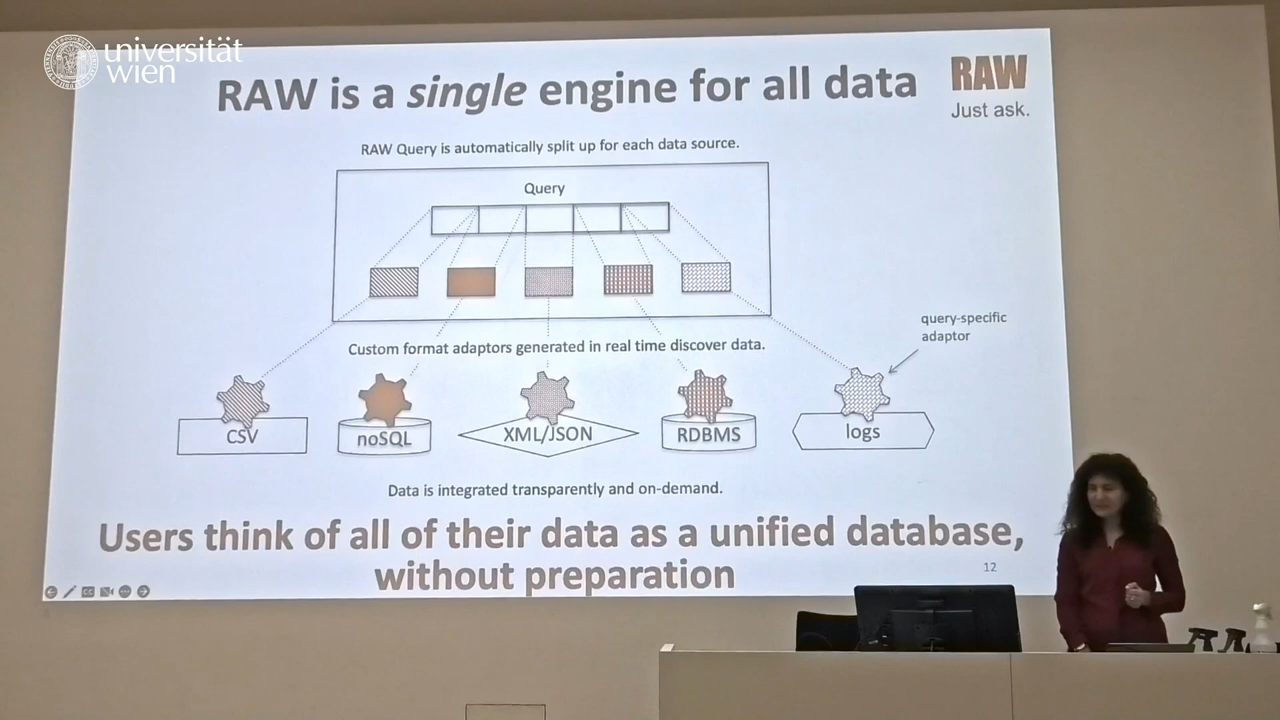 universität
wien
RAW is a single engine for all data
RAW
Just ask.
RAW Query is automatically split up for each data source.
Query
query-specific
adaptor
Custom format adaptors generated in real time discover data.
CSV
noSQL
XML/JSON
RDBMS
logs
Data is integrated transparently and on-demand.
Users think of all of their data as a unified database,
without preparation
12